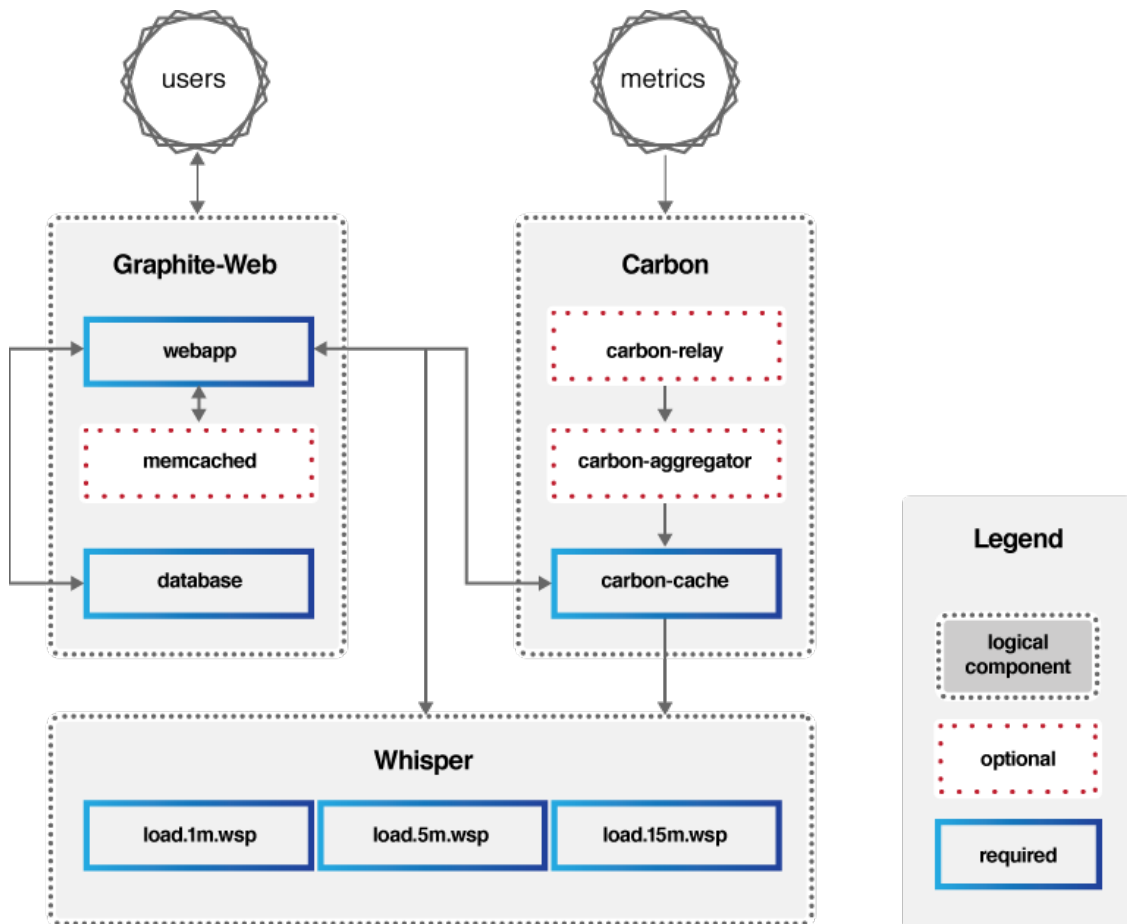 users
metrics
Graphite-Web
webapp
memcached
database
Carbon
carbon-relay
carbon-aggregator
carbon-cache
Whisper
load.1m.wsp
load.5m.wsp
load.15m.wsp
Legend
logical
component
optional
required